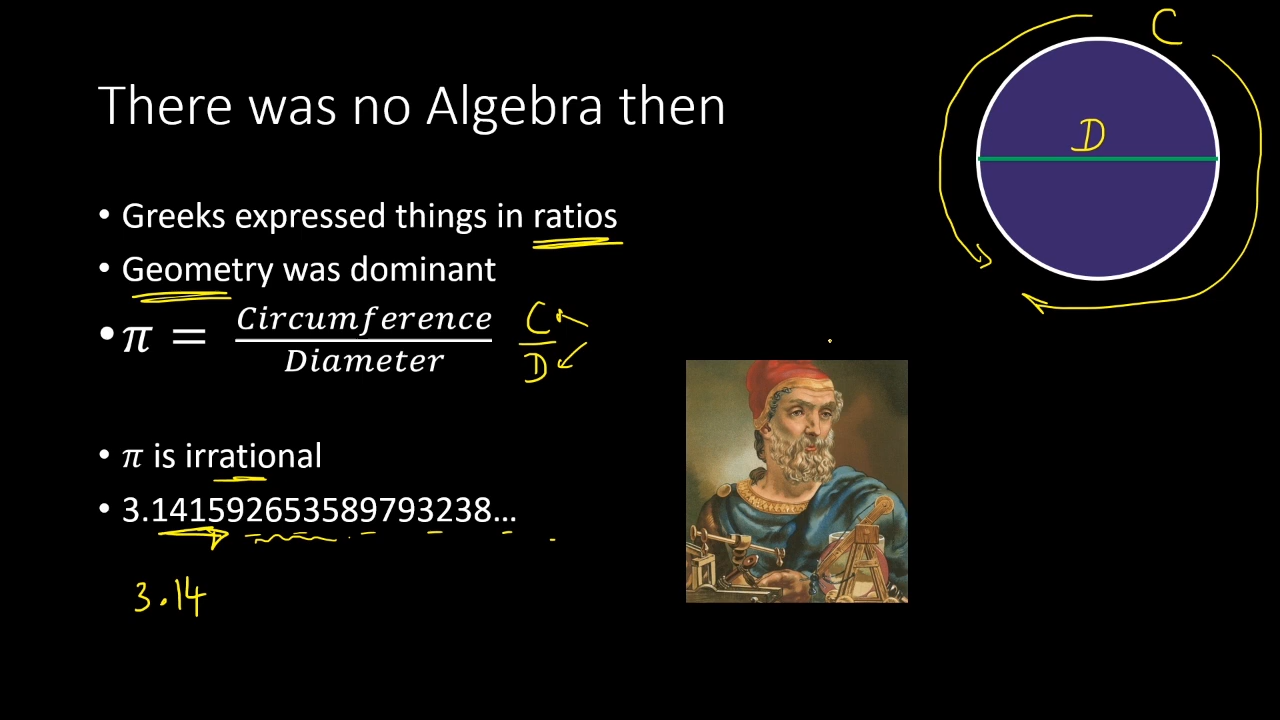 There was no Algebra then
C
D
• Greeks expressed things in ratios
• Geometry was dominant
• 𝜋 = 𝐶𝑖𝑟𝑐𝑢𝑚𝑓𝑒𝑟𝑒𝑛𝑐𝑒
𝐷𝑖𝑎𝑚𝑒𝑡𝑒𝑟
C
D
• 𝜋 is irrational
• 3.141592653589793238…
3.14